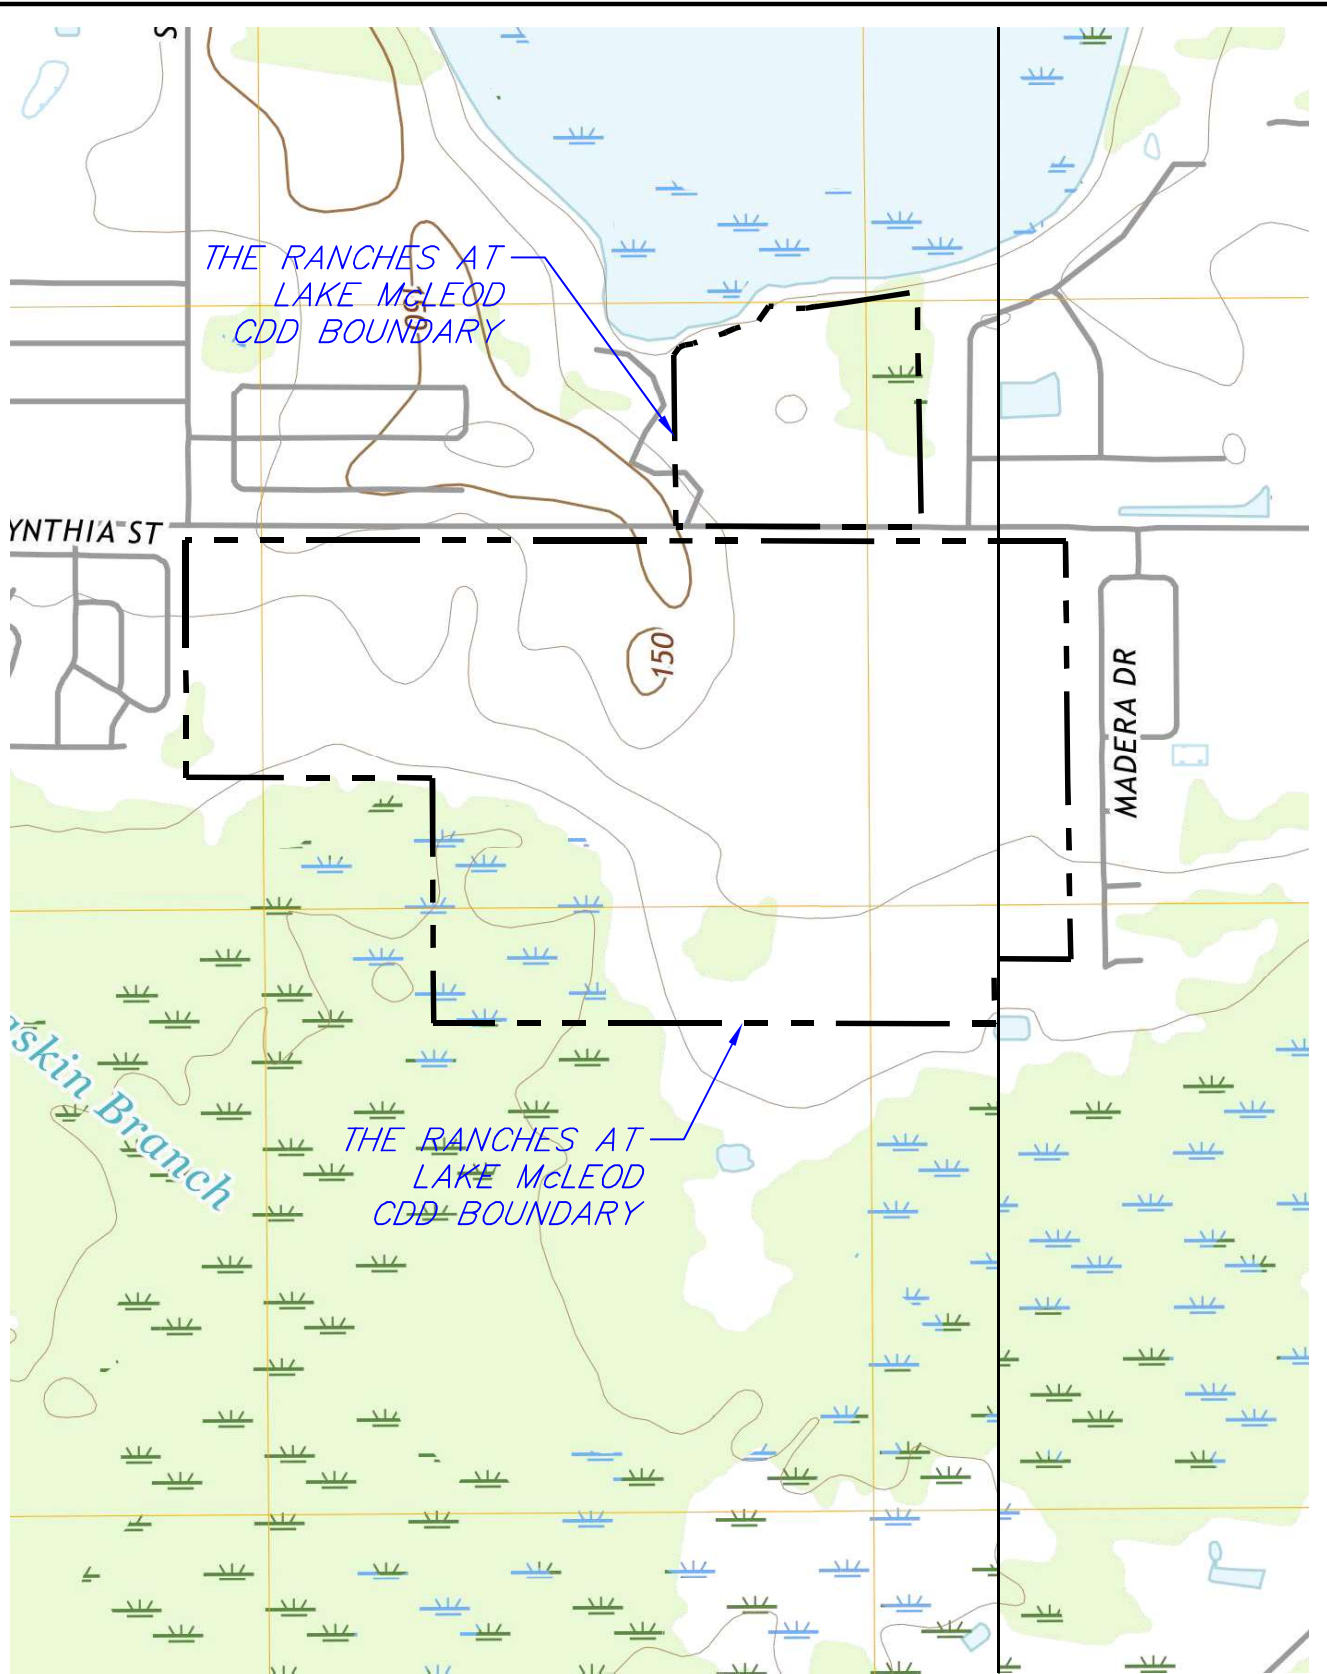 S
THE RANCHES AT
LAKE McLEOD
CDD BOUNDARY
150
YNTHIA ST
150
MADERA DR
skin Branch
THE RANCHES AT
LAKE McLEOD
CDD BOUNDARY